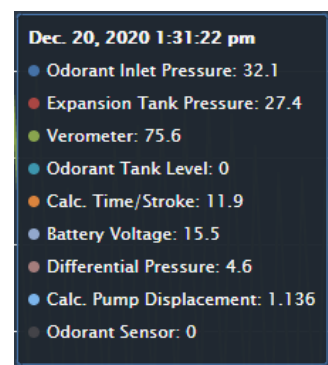 Dec. 20, 2020 1:31:22 pm
Odorant Inlet Pressure: 32.1
Expansion Tank Pressure: 27.4
Verometer: 75.6
Odorant Tank Level: 0
Calc. Time/Stroke: 11.9
Battery Voltage: 15.5
Differential Pressure: 4.6
Calc. Pump Displacement: 1.136
Odorant Sensor: 0